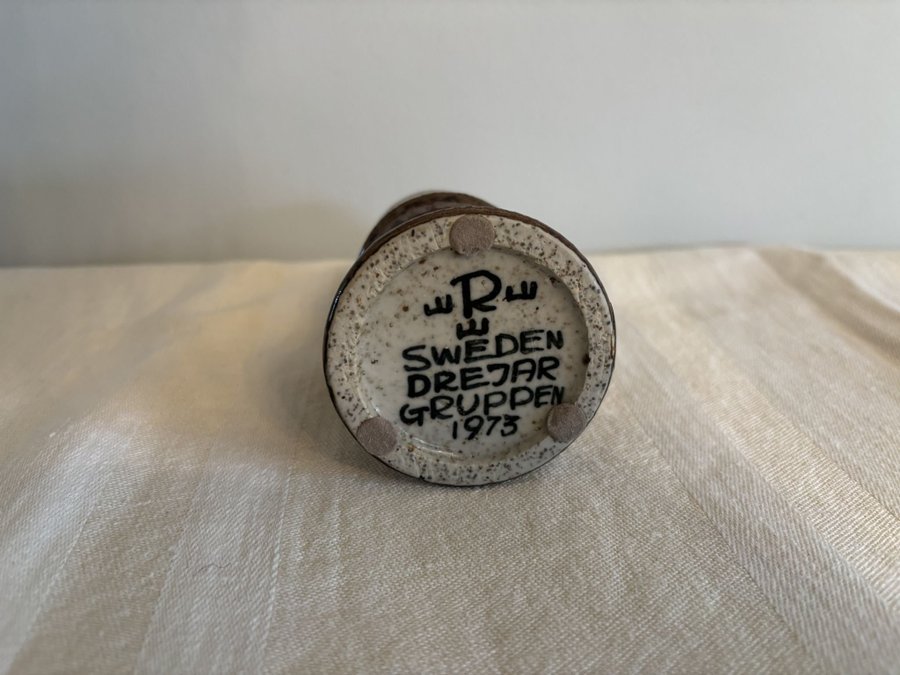 R
SWEDEN
DREJAR
GRUPPEN
1973